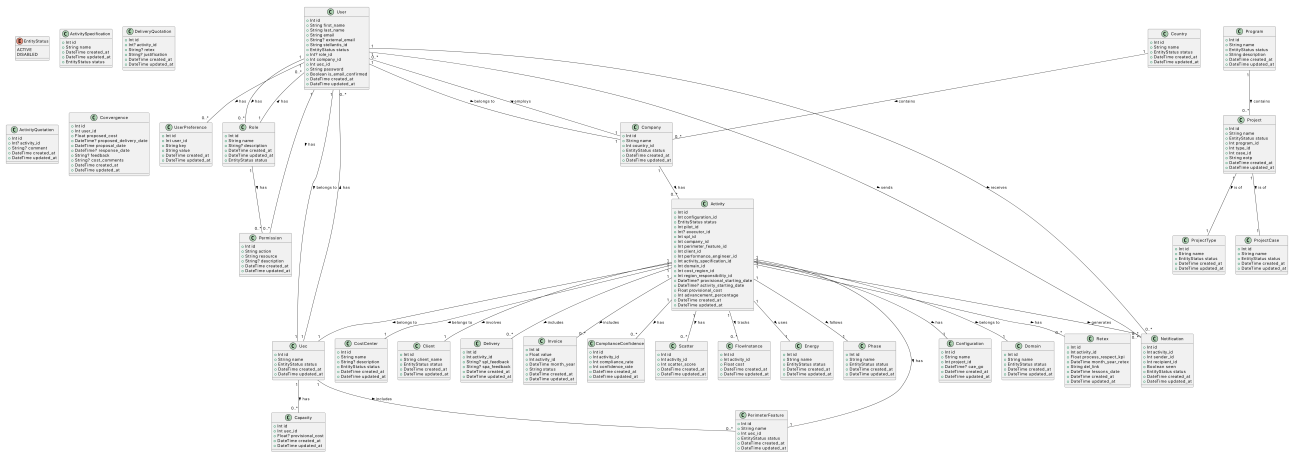 EntityStatus
ACTIVE
DISABLED
ActivitySpecification
Int id
String name
DateTime created_at
DateTime updated_at
EntityStatus status
DeliveryQuotation
Int id
Int? activity_id
String? notes
String? justification
DateTime created_at
DateTime updated_at
User
Int id
String first_name
String last_name
String email
String? external_email
String stellantis_id
EntityStatus status
Int? role_id
Int company_id
Int uec_id
String password
Boolean is_email_confirmed
DateTime created_at
DateTime updated_at
Country
Int id
String name
EntityStatus status
DateTime created_at
DateTime updated_at
Program
Int id
String name
EntityStatus status
String description
DateTime created_at
DateTime updated_at
ActivityQuotation
Int id
Int? activity_id
String? comment
DateTime created_at
DateTime updated_at
Convergence
Int id
Int user_id
Float proposed_cost
DateTime? proposed_delivery_date
DateTime proposal_date
DateTime? response_date
String? feedback
String? cost_comments
DateTime created_at
DateTime updated_at
has
has
has
belongs to
employs
contains
contains
UserPreference
Int id
Int user_id
String key
String value
DateTime created_at
DateTime updated_at
Role
Int id
String name
String? description
DateTime created_at
DateTime updated_at
EntityStatus status
Company
Int id
String name
Int country_id
EntityStatus status
DateTime created_at
DateTime updated_at
Project
Int id
String name
EntityStatus status
Int program_id
Int type_id
Int case_id
String eotp
DateTime created_at
DateTime updated_at
has
has
belongs to
has
has
sends
receives
is of
is of
Permission
Int id
String action
String resource
String? description
DateTime created_at
DateTime updated_at
Activity
Int id
Int configuration_id
EntityStatus status
Int pilot_id
Int? executor_id
Int spl_id
Int company_id
Int perimeter_feature_id
Int client_id
Int performance_engineer_id
Int activity_specification_id
Int domain_id
Int cost_region_id
Int region_responsibility_id
DateTime? provisional_starting_date
DateTime? activity_starting_date
Float provisional_cost
Int advancement_percentage
DateTime created_at
DateTime updated_at
ProjectType
Int id
String name
EntityStatus status
DateTime created_at
DateTime updated_at
ProjectCase
Int id
String name
EntityStatus status
DateTime created_at
DateTime updated_at
belongs to
belongs to
involves
includes
includes
has
has
tracks
uses
follows
has
has
belongs to
has
generates
Uec
Int id
String name
EntityStatus status
DateTime created_at
DateTime updated_at
CostCenter
Int id
String name
String? description
EntityStatus status
DateTime created_at
DateTime updated_at
Client
Int id
String client_name
EntityStatus status
DateTime created_at
DateTime updated_at
Delivery
Int id
Int activity_id
String? spl_feedback
String? spa_feedback
DateTime created_at
DateTime updated_at
Invoice
Int id
Float value
Int activity_id
DateTime month_year
String status
DateTime created_at
DateTime updated_at
ComplianceConfidence
Int id
Int activity_id
Int compliance_rate
Int confidence_rate
DateTime created_at
DateTime updated_at
Scatter
Int id
Int activity_id
Int scatter_score
DateTime created_at
DateTime updated_at
FlowInstance
Int id
Int activity_id
Float cost
DateTime created_at
DateTime updated_at
Energy
Int id
String name
EntityStatus status
DateTime created_at
DateTime updated_at
Phase
Int id
String name
EntityStatus status
DateTime created_at
DateTime updated_at
Configuration
Int id
String name
Int project_id
DateTime created_at
DateTime updated_at
Domain
Int id
String name
EntityStatus status
DateTime created_at
DateTime updated_at
Rotex
Int id
Int activity_id
Float process_respect_kpi
DateTime month_year_rotex
String del_link
DateTime created_at
DateTime updated_at
Notification
Int id
Int activity_id
Int sender_id
Int recipient_id
Boolean seen
EntityStatus status
DateTime created_at
DateTime updated_at
has
includes
Capacity
Int id
Int uec_id
Float? provisional_cost
DateTime created_at
DateTime updated_at
PerimeterFeature
Int id
String name
Int uec_id
EntityStatus status
DateTime created_at
DateTime updated_at